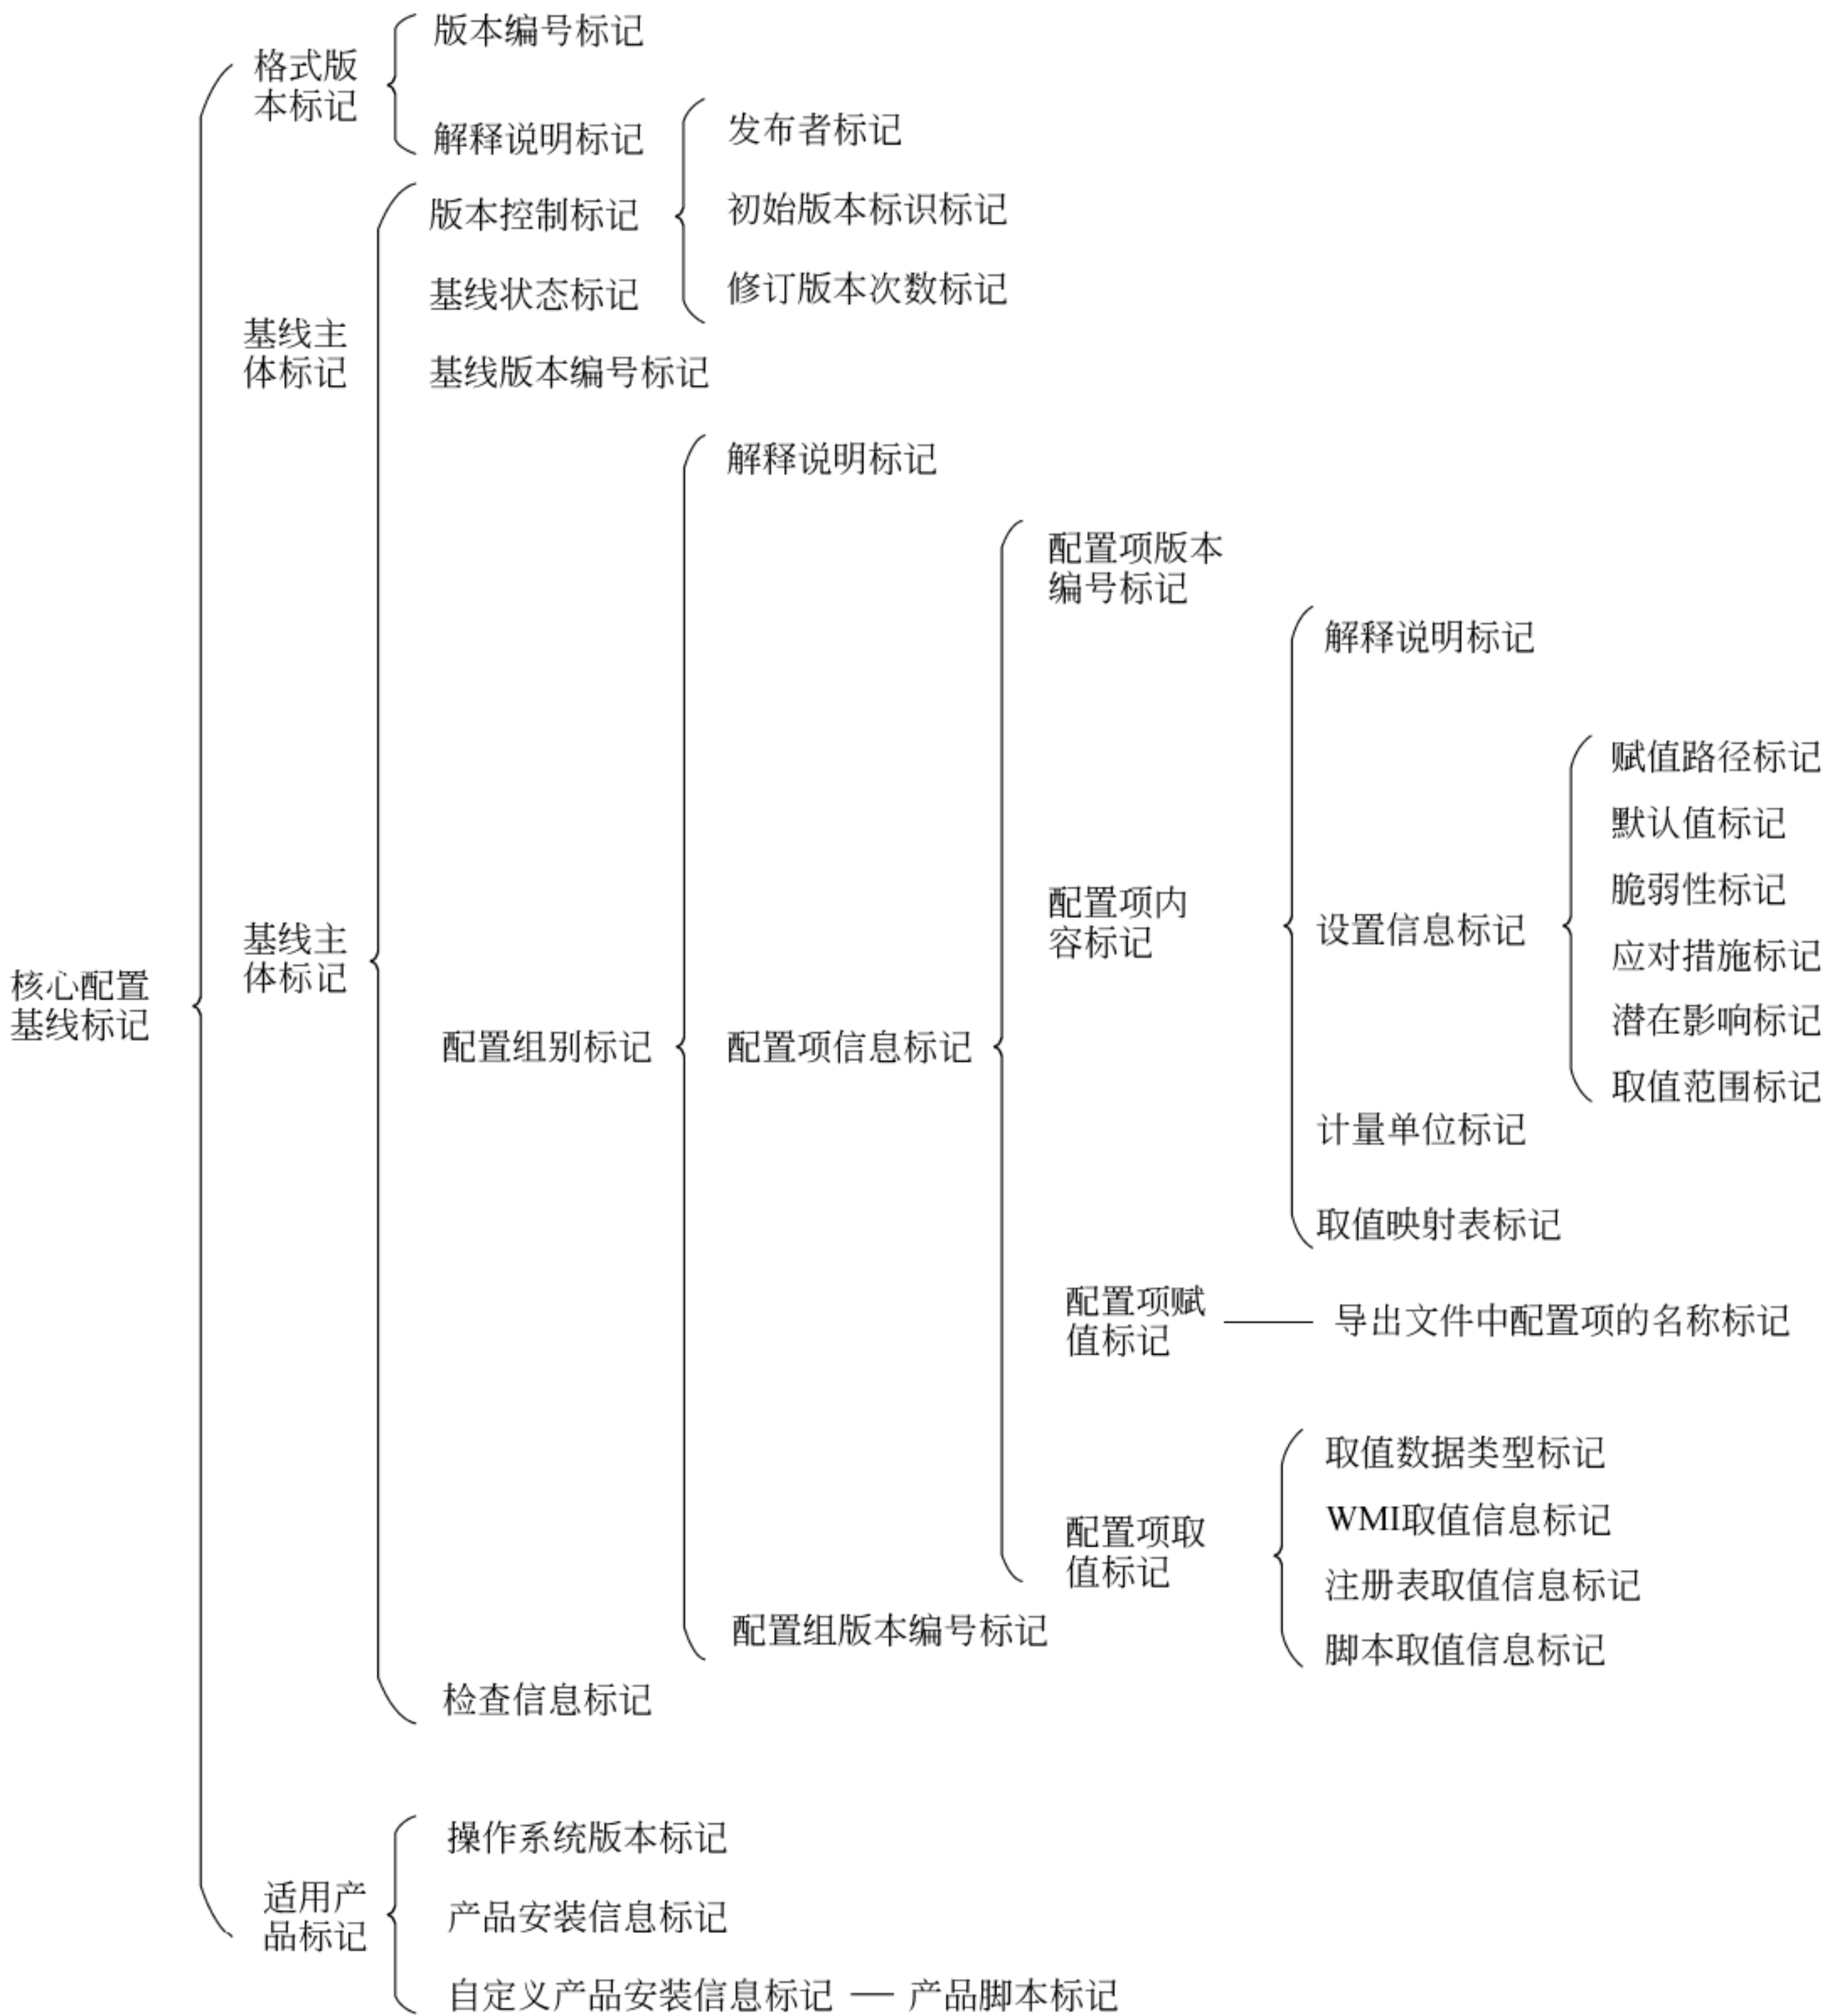 版本编号标记
格式版
本标记
解释说明标记
发布者标记
版本控制标记
初始版本标识标记
基线状态标记
修订版本次数标记
基线主
体标记
基线版本编号标记
解释说明标记
配置项版本
编号标记
解释说明标记
赋值路径标记
默认值标记
脆弱性标记
配置项内
容标记
设置信息标记
应对措施标记
潜在影响标记
取值范围标记
基线主
体标记
核心配置
基线标记
配置组别标记
配置项信息标记
计量单位标记
取值映射表标记
配置项赋
值标记
导出文件中配置项的名称标记
取值数据类型标记
WMI取值信息标记
配置项取
值标记
注册表取值信息标记
脚本取值信息标记
配置组版本编号标记
检查信息标记
操作系统版本标记
适用产
品标记
产品安装信息标记
自定义产品安装信息标记 — 产品脚本标记